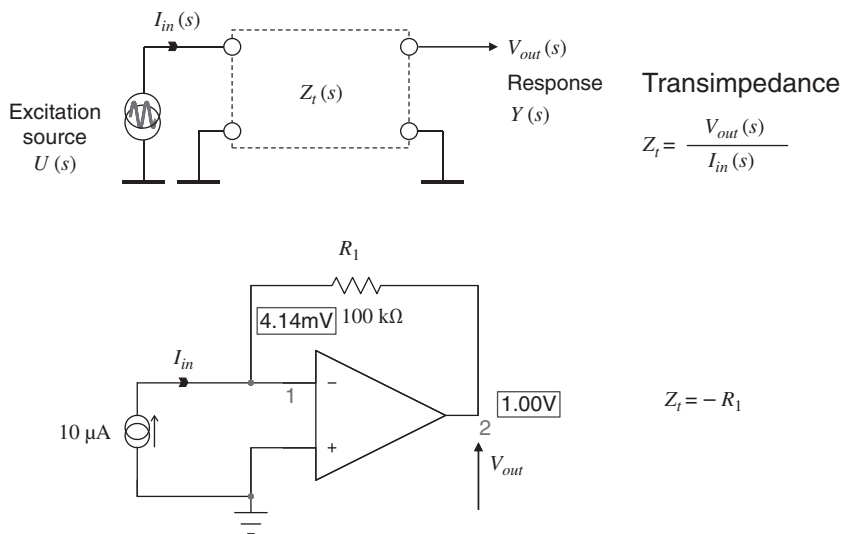 I_in (s)
V_out (s)
Z_t (s)
Response
Y (s)
Excitation
source
U (s)
Transimpedance
Z_t = V_out (s) / I_in (s)
R_1
4.14mV 100 kΩ
I_in
1
−
+
10 μA
1.00V
2
V_out
Z_t = − R_1